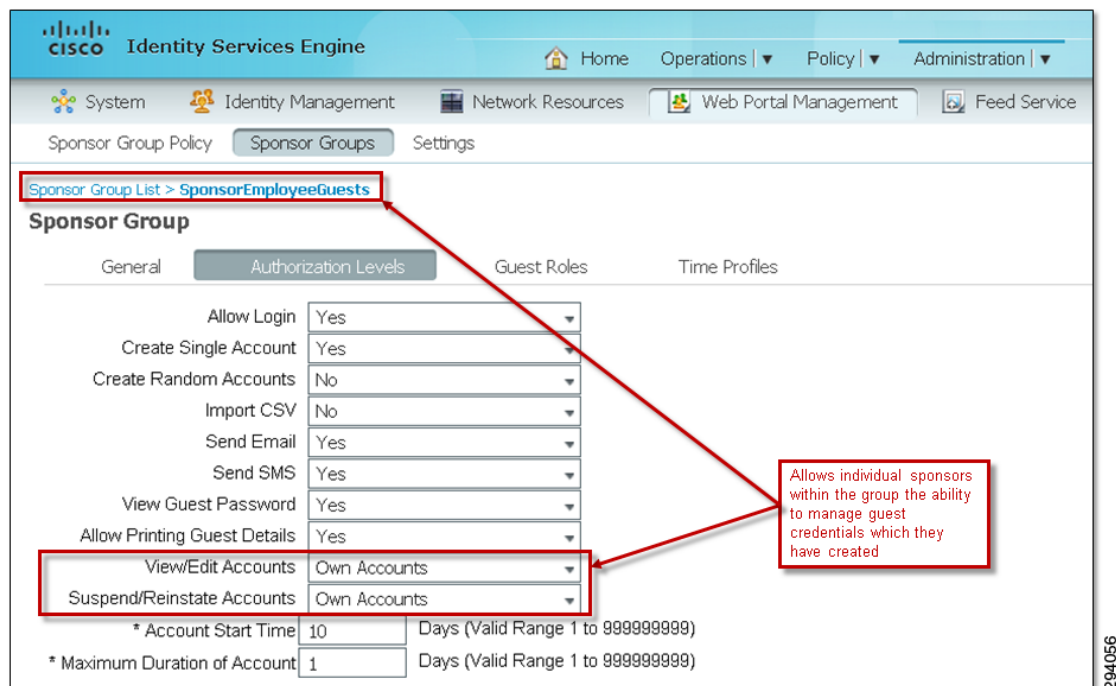 CISCO Identity Services Engine
Home Operations Policy Administration
System Identity Management Network Resources Web Portal Management Feed Service
Sponsor Group Policy Sponsor Groups Settings
Sponsor Group List > SponsorEmployeeGuests
Sponsor Group
General Authorization Levels Guest Roles Time Profiles
Allow Login Yes
Create Single Account Yes
Create Random Accounts No
Import CSV No
Send Email Yes
Send SMS Yes
View Guest Password Yes
Allow Printing Guest Details Yes
View/Edit Accounts Own Accounts
Suspend/Reinstate Accounts Own Accounts
* Account Start Time 10 Days (Valid Range 1 to 999999999)
* Maximum Duration of Account 1 Days (Valid Range 1 to 999999999)
Allows individual sponsors
within the group the ability
to manage guest
credentials which they
have created
294056